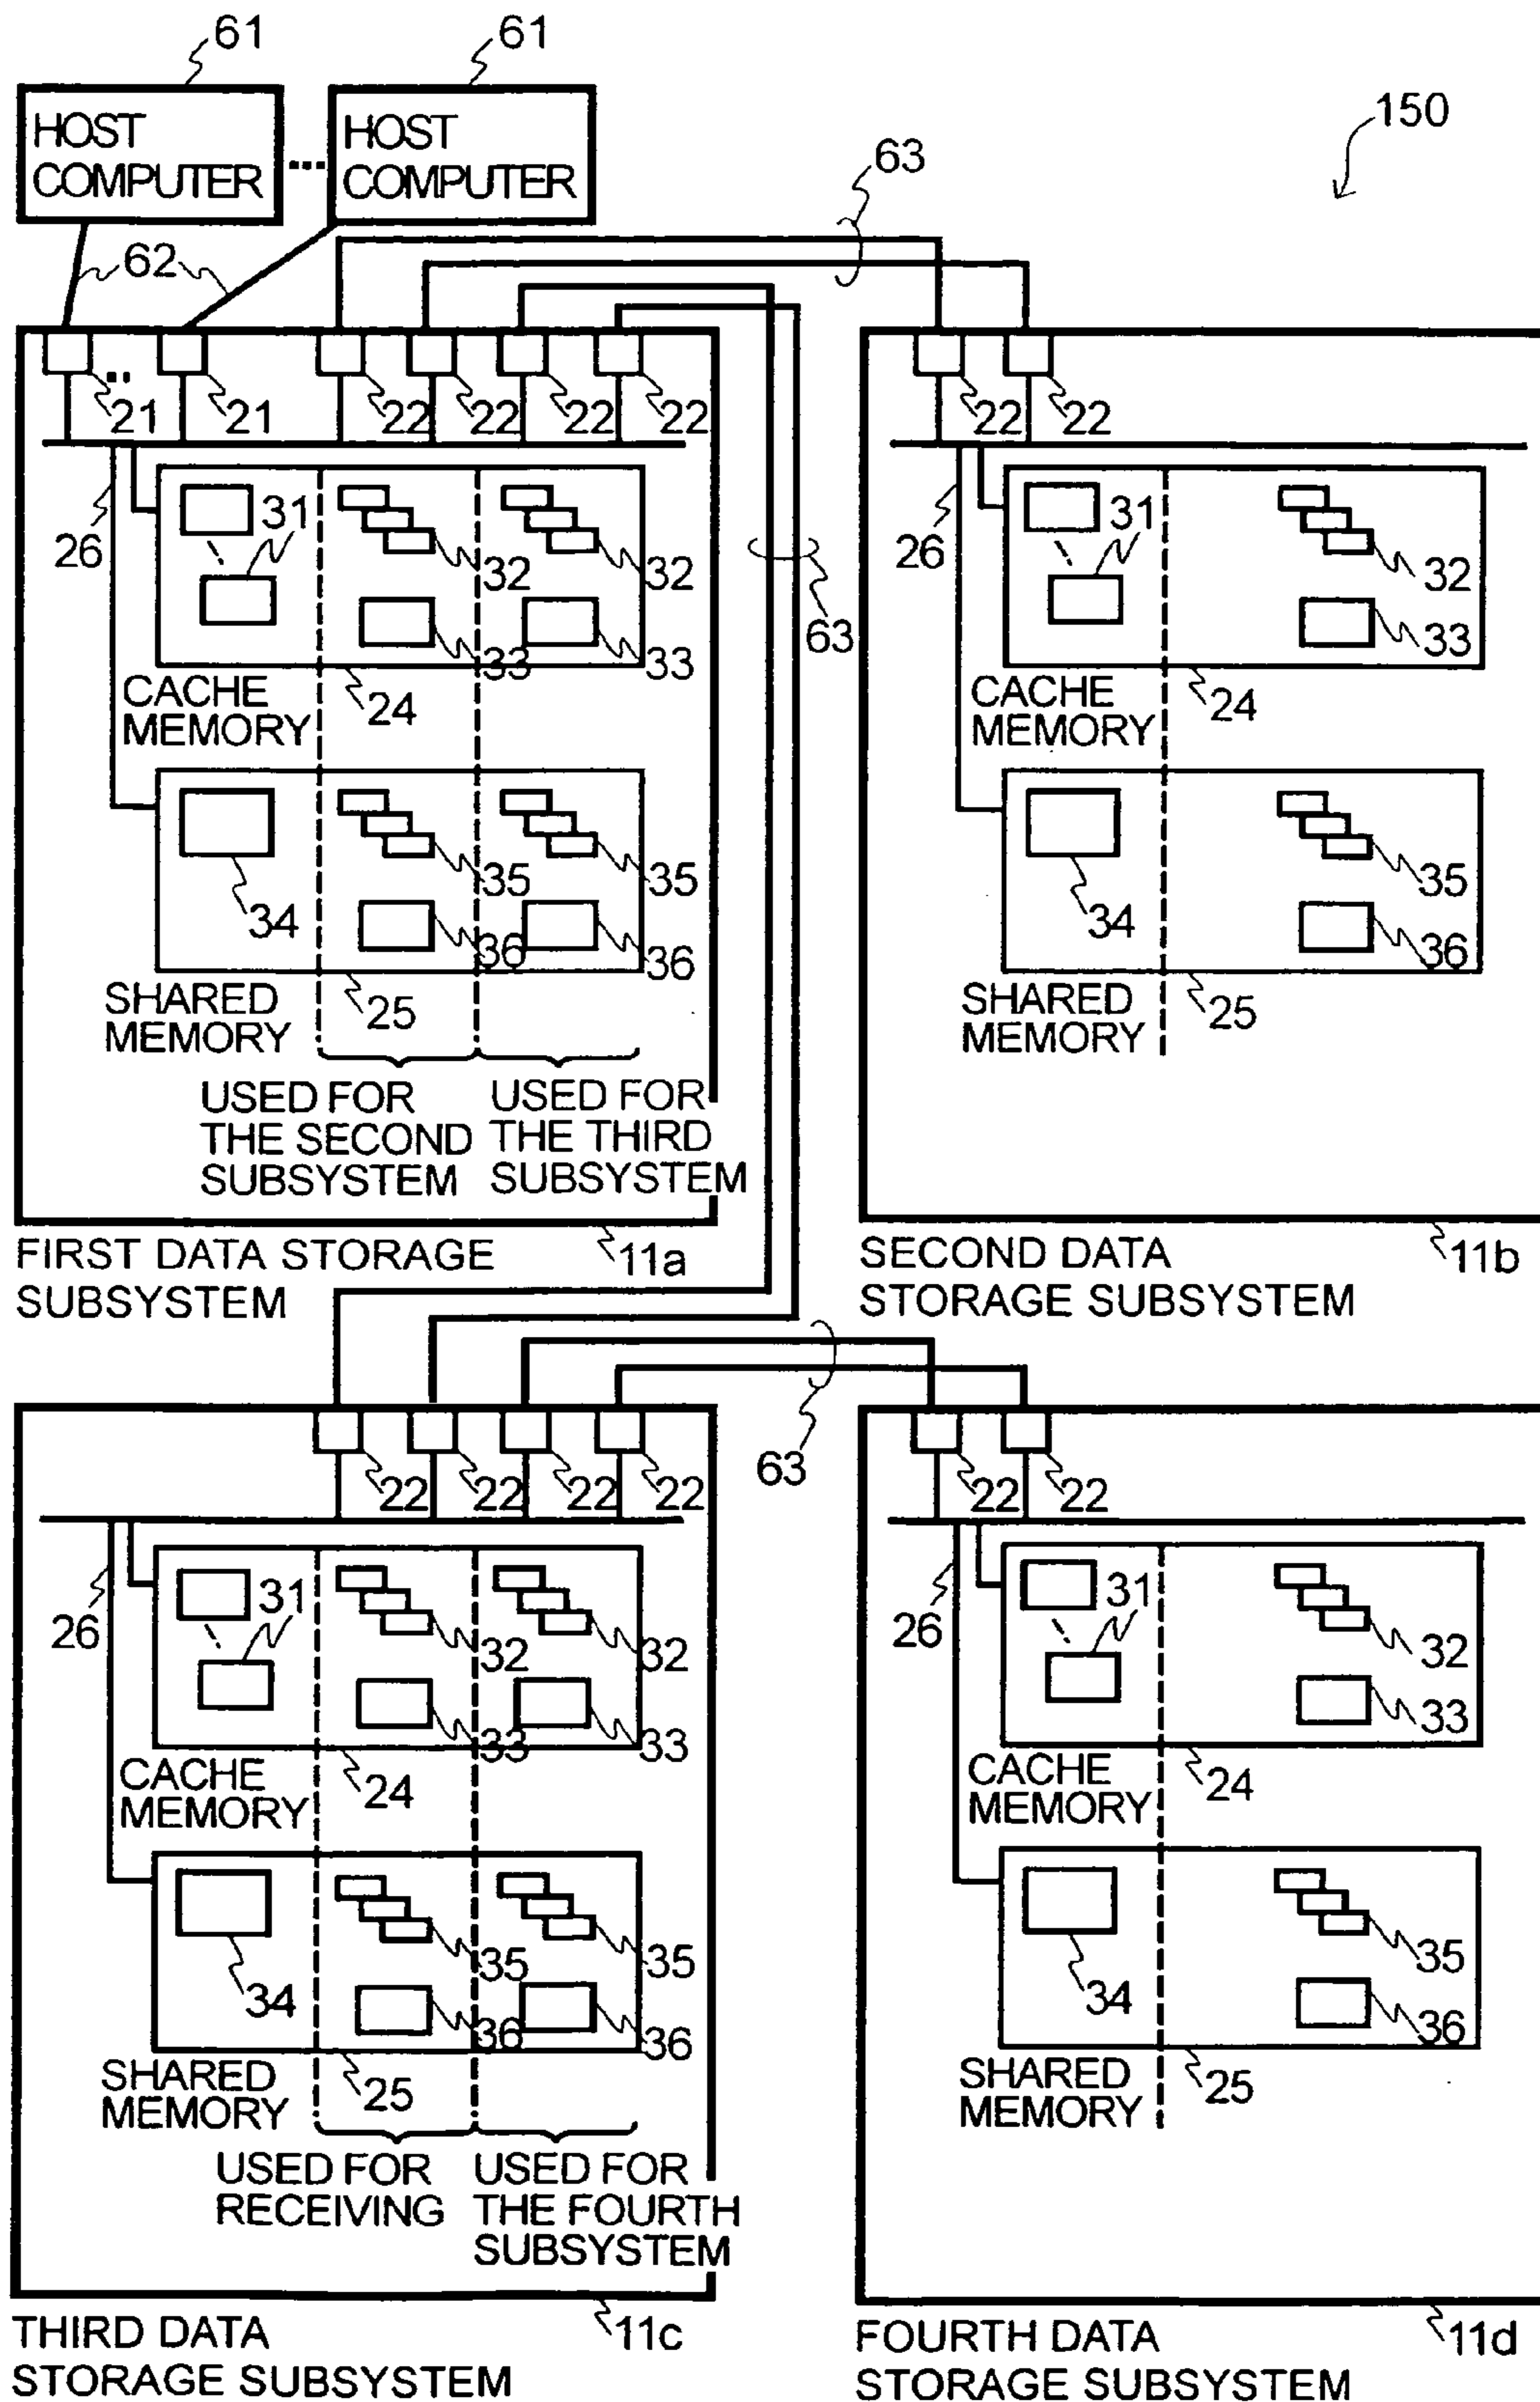 61
61
HOST
COMPUTER
...
HOST
COMPUTER
150
63
62
21
21
22
22
22
22
22
22
26
31
32
32
33
33
63
26
31
32
33
CACHE
MEMORY
24
CACHE
MEMORY
24
34
35
35
36
36
34
35
36
SHARED
MEMORY
25
SHARED
MEMORY
25
USED FOR
THE SECOND
SUBSYSTEM
USED FOR
THE THIRD
SUBSYSTEM
FIRST DATA STORAGE
SUBSYSTEM
11a
SECOND DATA
STORAGE SUBSYSTEM
11b
63
22
22
22
22
22
22
26
31
32
32
33
33
26
31
32
33
CACHE
MEMORY
24
CACHE
MEMORY
24
34
35
35
36
36
34
35
36
SHARED
MEMORY
25
SHARED
MEMORY
25
USED FOR
RECEIVING
USED FOR
THE FOURTH
SUBSYSTEM
THIRD DATA
STORAGE SUBSYSTEM
11c
FOURTH DATA
STORAGE SUBSYSTEM
11d